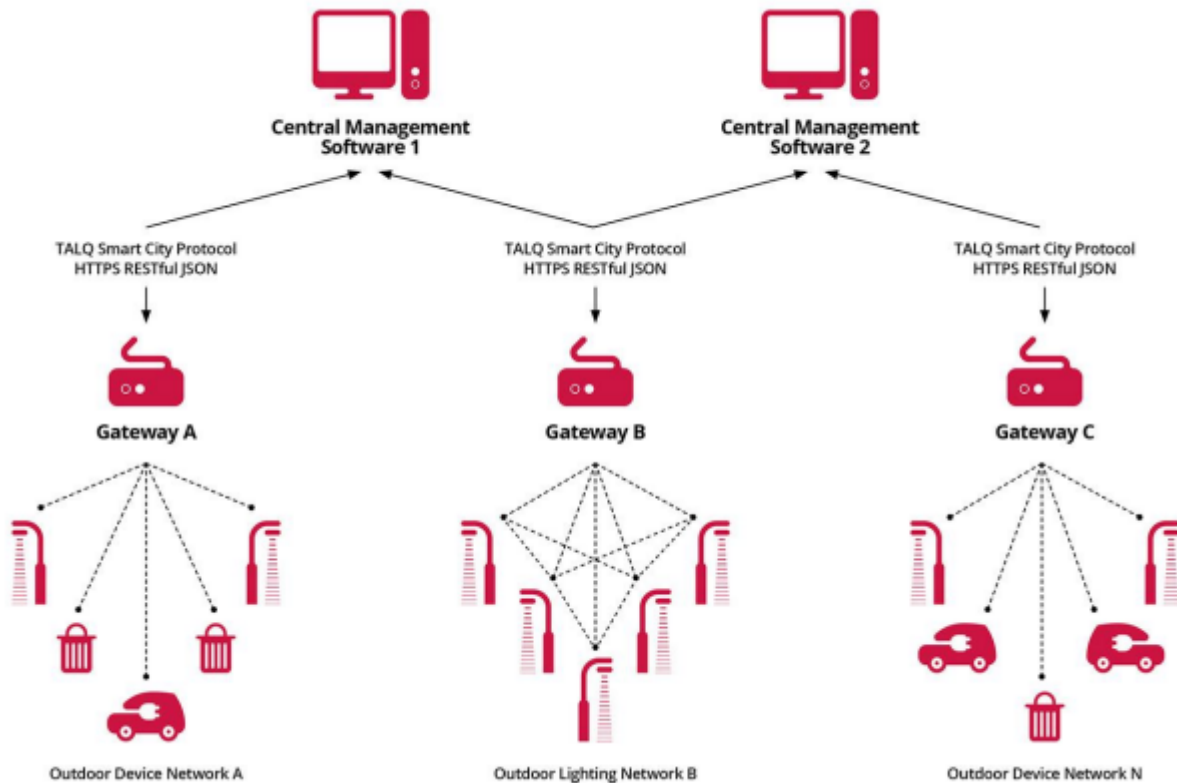 Central Management
Software 1
Central Management
Software 2
TALQ Smart City Protocol
HTTPS RESTful JSON
TALQ Smart City Protocol
HTTPS RESTful JSON
TALQ Smart City Protocol
HTTPS RESTful JSON
Gateway A
Gateway B
Gateway C
Outdoor Device Network A
Outdoor Lighting Network B
Outdoor Device Network N